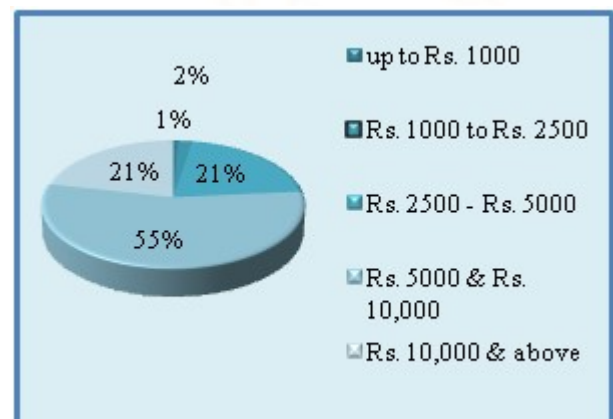 2%
1%
21%
21%
55%
up to Rs. 1000
Rs. 1000 to Rs. 2500
Rs. 2500 - Rs. 5000
Rs. 5000 & Rs.
10,000
Rs. 10,000 & above